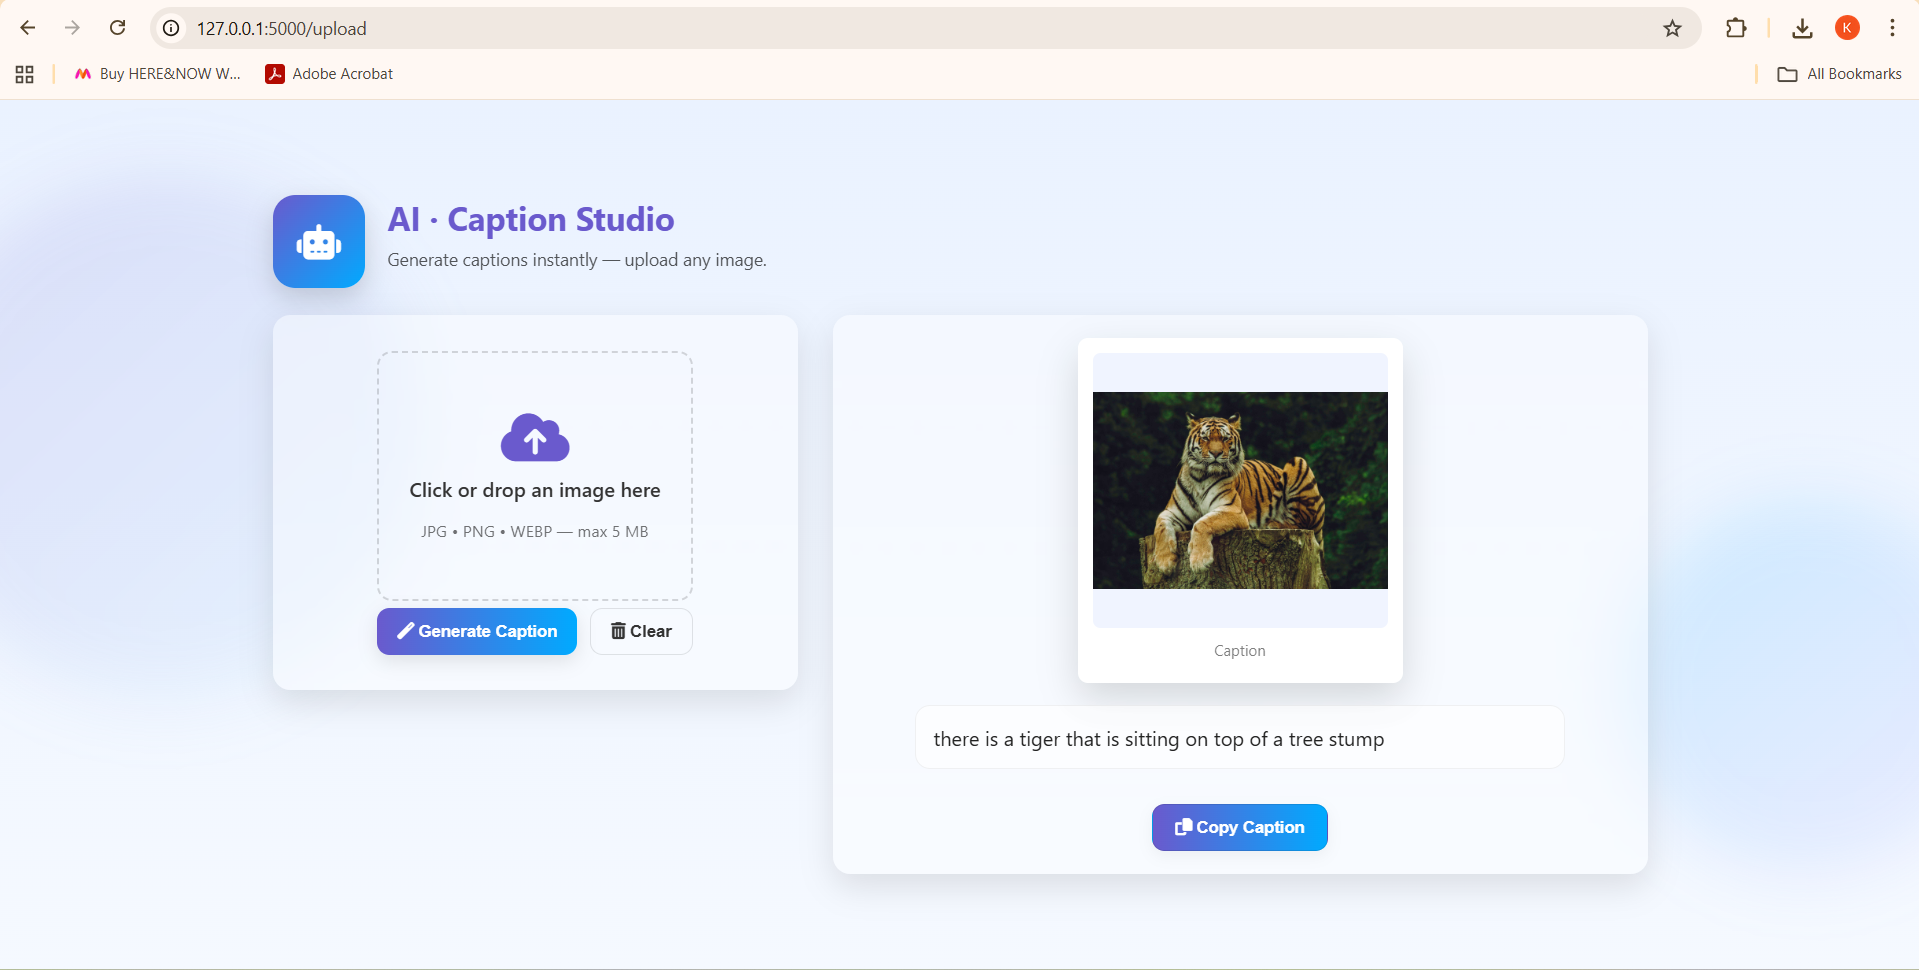 127.0.0.1:5000/upload
K
Buy HERE&NOW W...
Adobe Acrobat
All Bookmarks
AI · Caption Studio
Generate captions instantly — upload any image.
Click or drop an image here
JPG • PNG • WEBP — max 5 MB
Generate Caption
Clear
Caption
there is a tiger that is sitting on top of a tree stump
Copy Caption